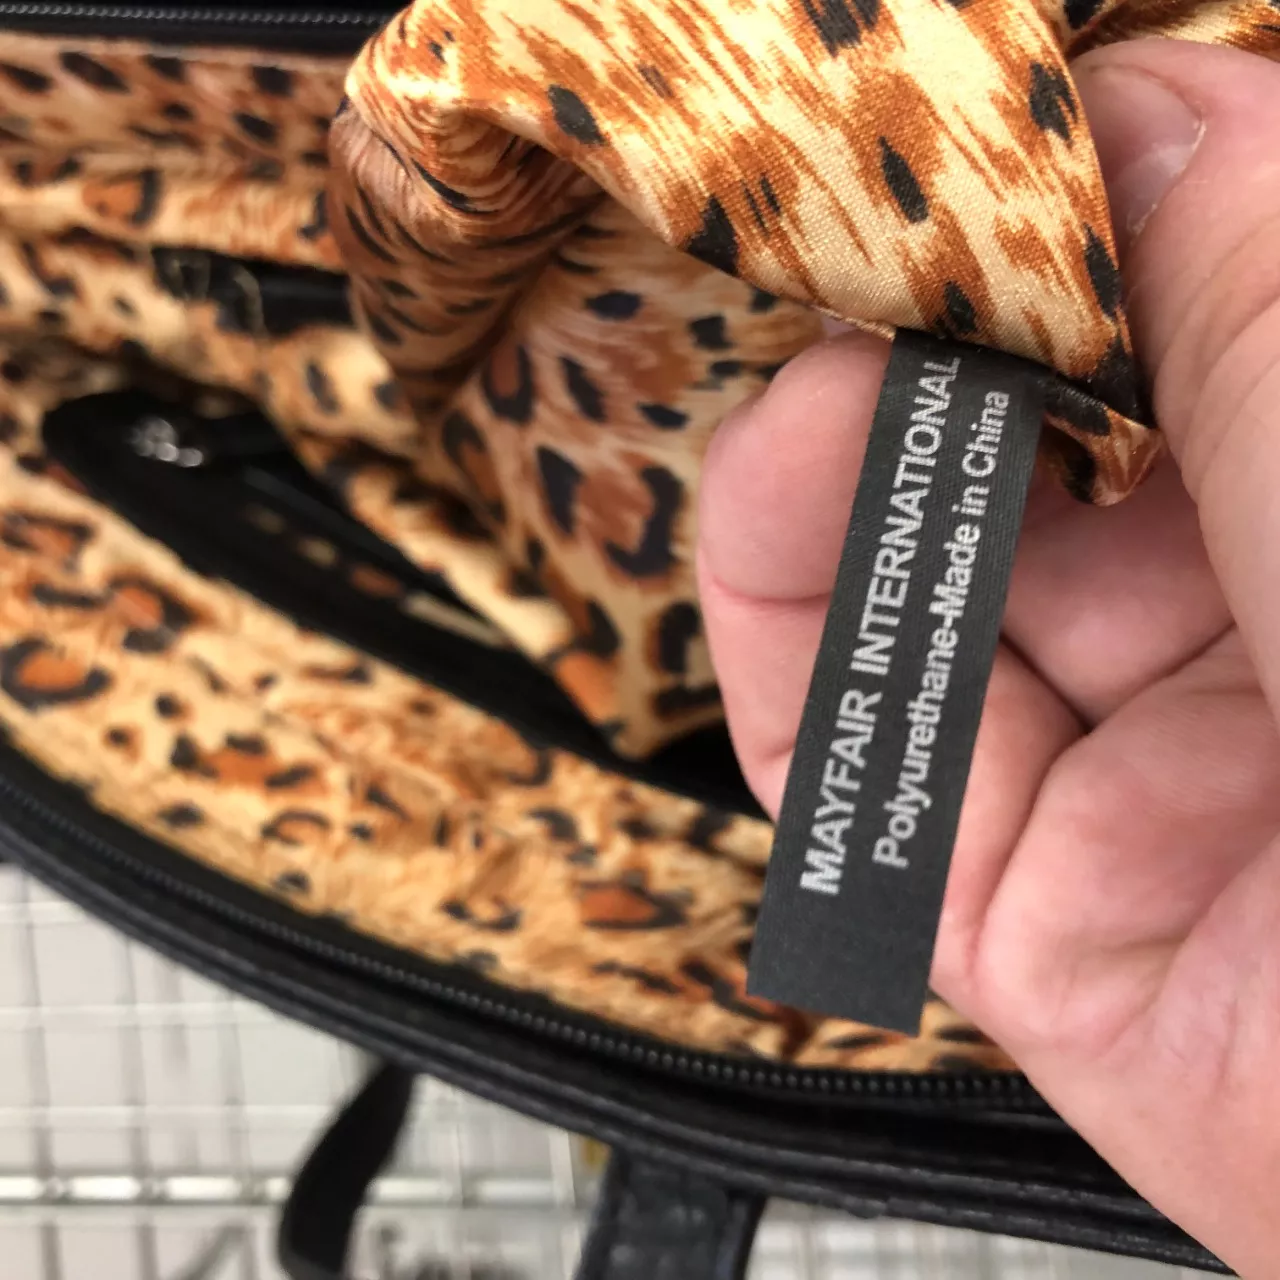 MAYFAIR INTERNATIONAL
Polyurethane-Made in China